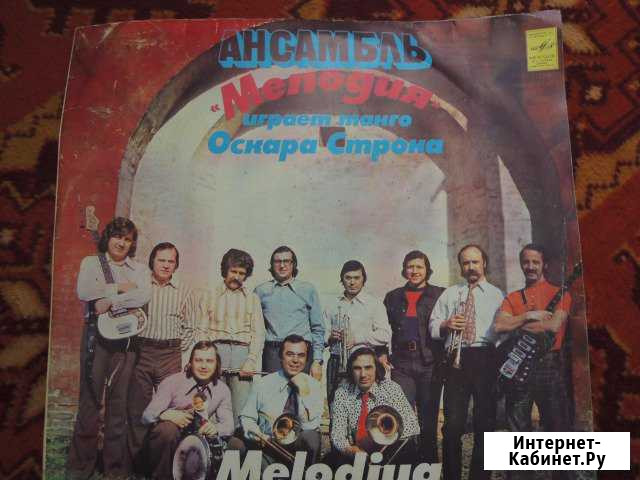 АНСАМБЛЬ
«Мелодия»
играет танго
Оскара Строка
Melodiya
Интернет-
Кабинет.Ру